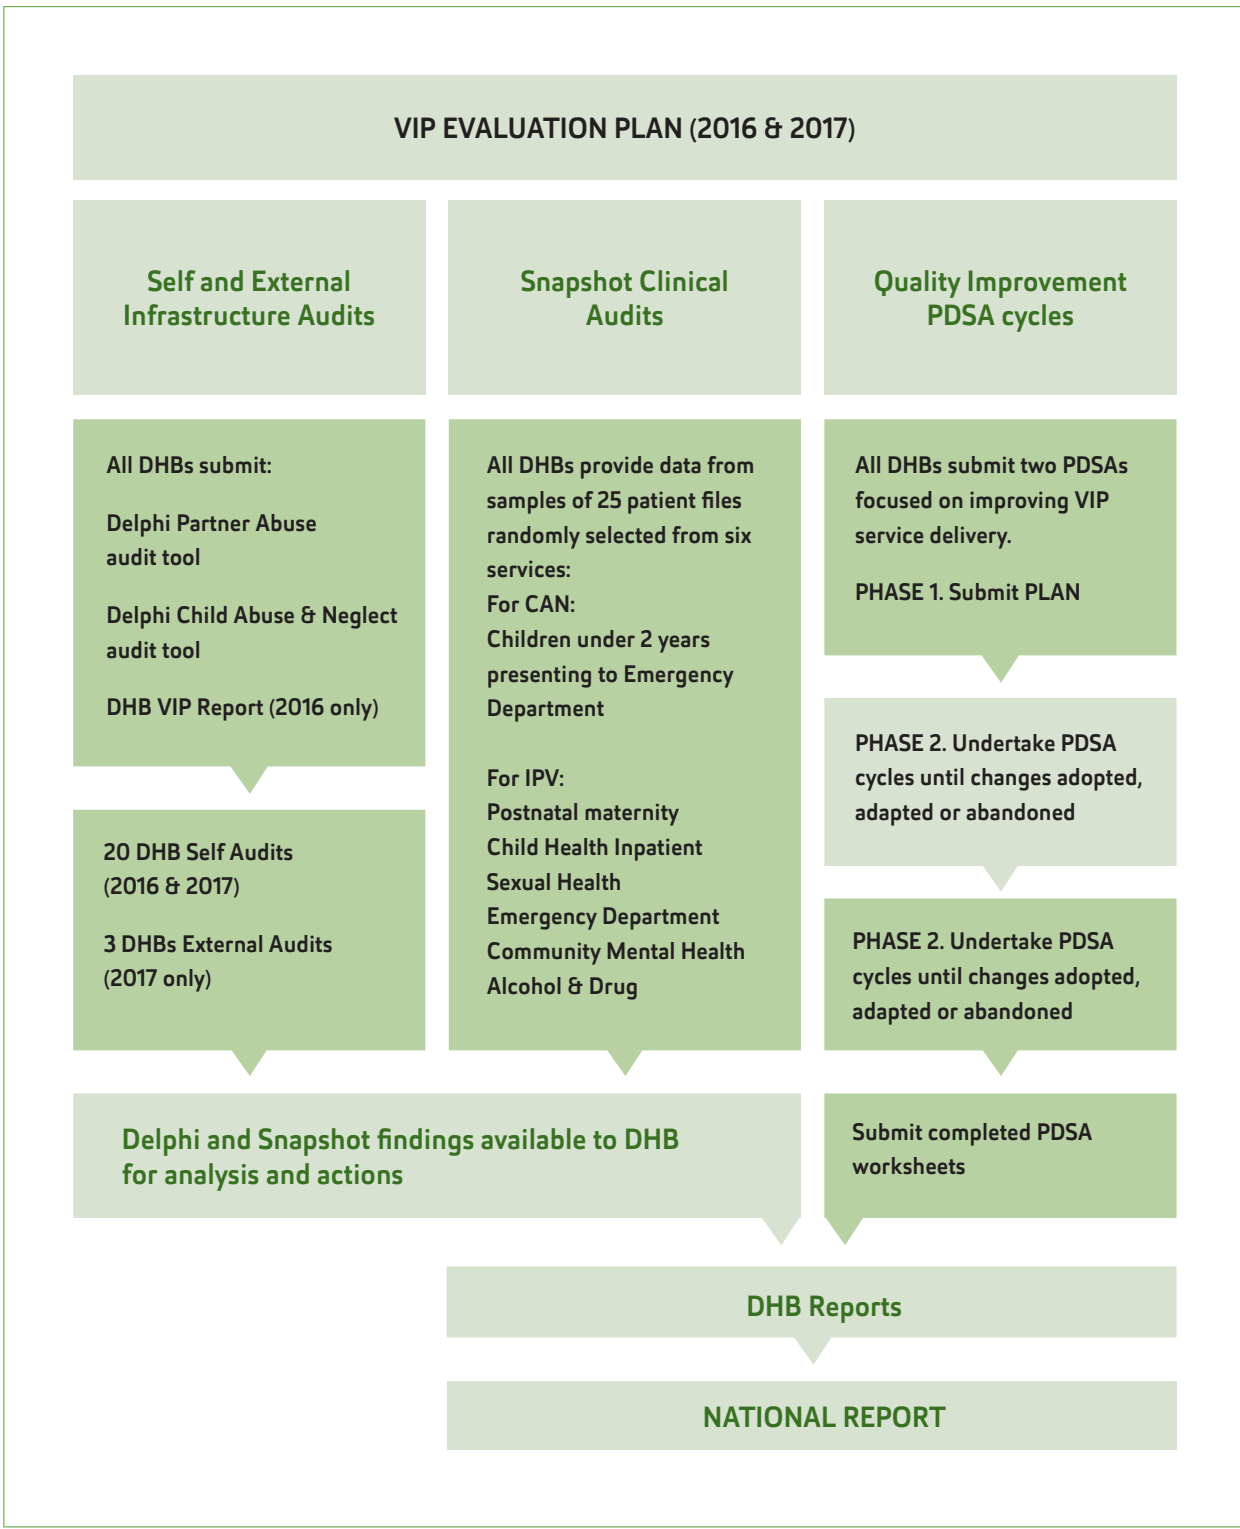 VIP EVALUATION PLAN (2016 & 2017)
Self and External
Infrastructure Audits
Snapshot Clinical
Audits
Quality Improvement
PDSA cycles
All DHBs submit:
Delphi Partner Abuse
audit tool
Delphi Child Abuse & Neglect
audit tool
DHB VIP Report (2016 only)
20 DHB Self Audits
(2016 & 2017)
3 DHBs External Audits
(2017 only)
All DHBs provide data from
samples of 25 patient files
randomly selected from six
services:
For CAN:
Children under 2 years
presenting to Emergency
Department
For IPV:
Postnatal maternity
Child Health Inpatient
Sexual Health
Emergency Department
Community Mental Health
Alcohol & Drug
All DHBs submit two PDSAs
focused on improving VIP
service delivery.
PHASE 1. Submit PLAN
PHASE 2. Undertake PDSA
cycles until changes adopted,
adapted or abandoned
PHASE 2. Undertake PDSA
cycles until changes adopted,
adapted or abandoned
Delphi and Snapshot findings available to DHB
for analysis and actions
Submit completed PDSA
worksheets
DHB Reports
NATIONAL REPORT